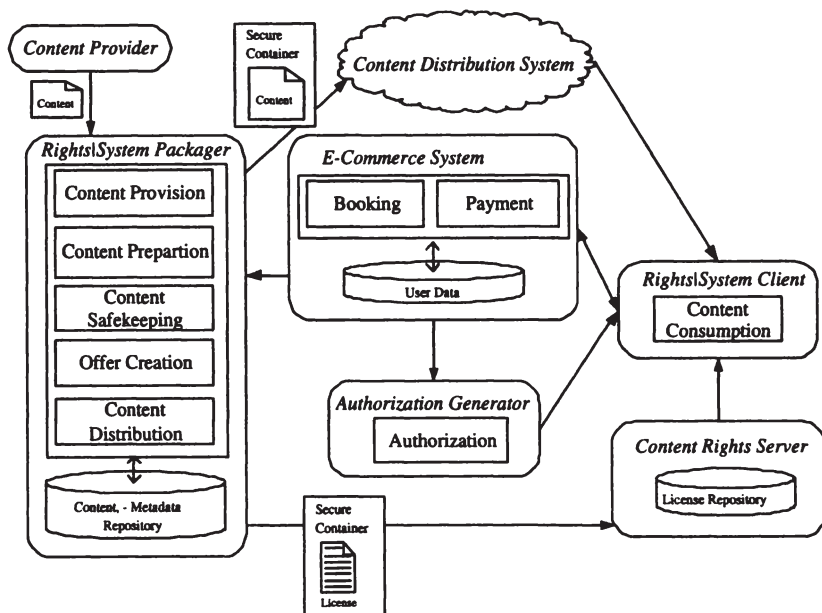 Content Provider
Content
Secure
Container
Content
Content Distribution System
Rights|System Packager
Content Provision
Content Prepartion
Content
Safekeeping
Offer Creation
Content
Distribution
Content, - Metadata
Repository
E-Commerce System
Booking
Payment
User Data
Authorization Generator
Authorization
Rights|System Client
Content
Consumption
Content Rights Server
License Repository
Secure
Container
License